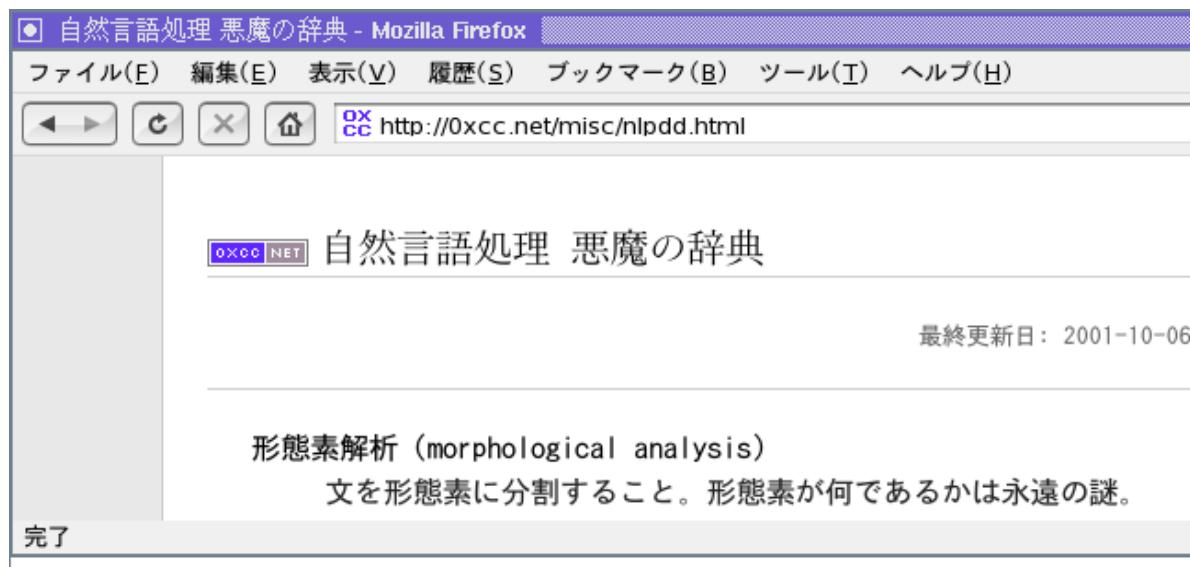 自然言語処理 悪魔の辞典 - Mozilla Firefox
ファイル(F) 編集(E) 表示(V) 履歴(S) ブックマーク(B) ツール(T) ヘルプ(H)
0X CC http://0xcc.net/misc/nlpdd.html
0XCC NET 自然言語処理 悪魔の辞典
最終更新日: 2001-10-06
形態素解析 (morphological analysis)
文を形態素に分割すること。形態素が何であるかは永遠の謎。
完了